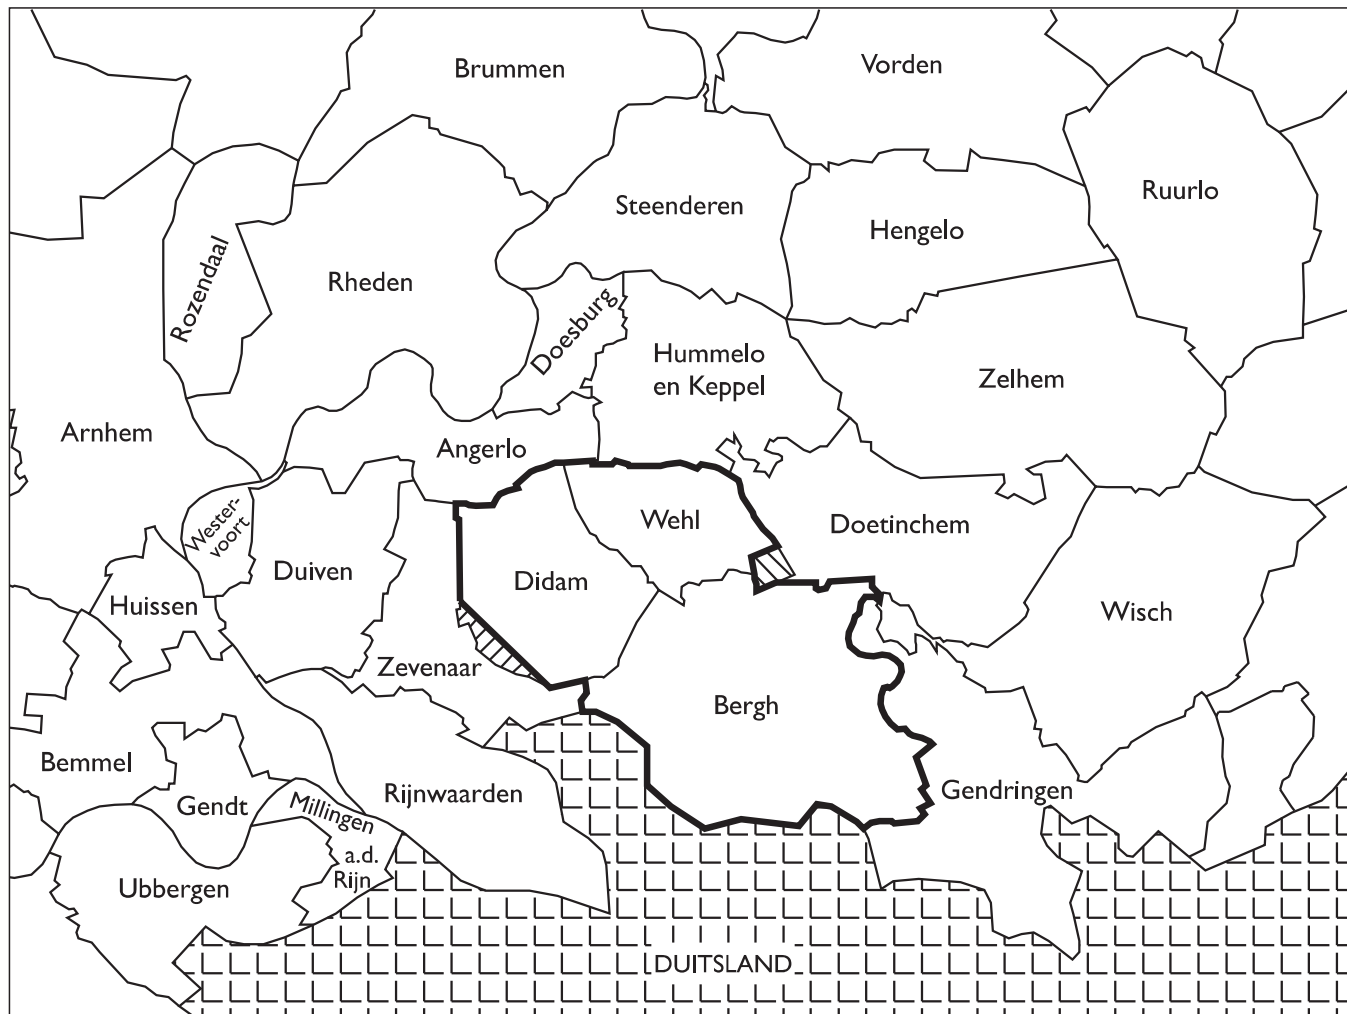 Brummen
Vorden
Ruurlo
Steenderen
Hengelo
Rozendaal
Rheden
Doesburg
Hummelo
en Keppel
Zelhem
Arnhem
Angerlo
Wester-
voort
Wehl
Doetinchem
Duiven
Didam
Huissen
Wisch
Zevenaar
Bergh
Bemmel
Gendt
Millingen
a.d.
Rijn
Rijnwaarden
Gendringen
Ubbergen
DUITSLAND